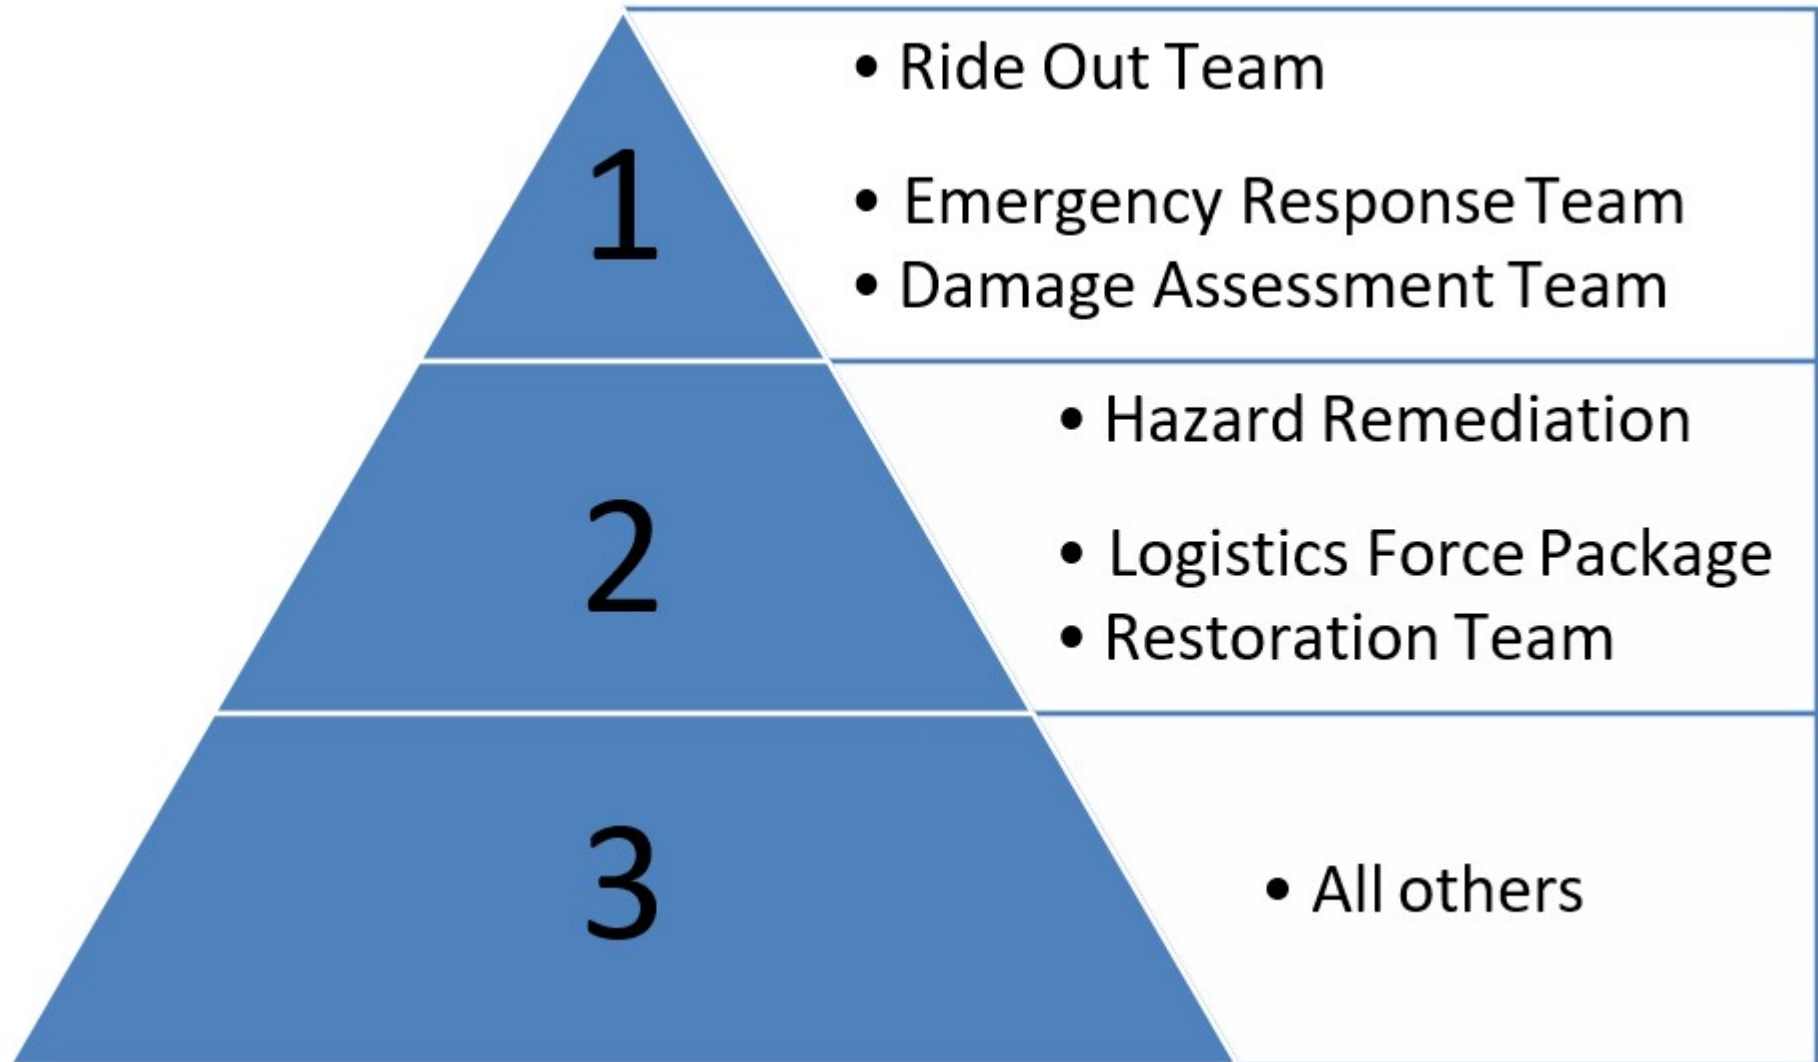 1
• Ride Out Team
• Emergency Response Team
• Damage Assessment Team
2
• Hazard Remediation
• Logistics Force Package
• Restoration Team
3
• All others